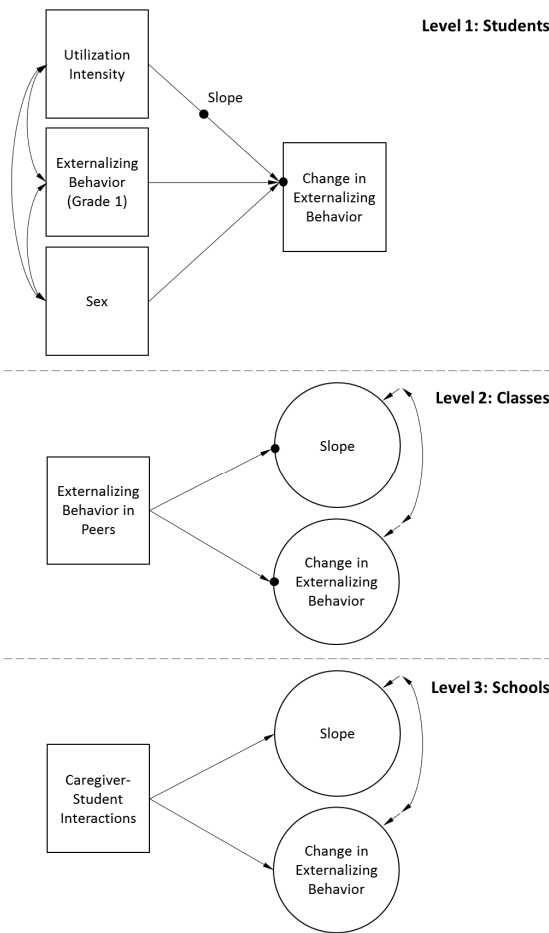 Level 1: Students
Utilization
Intensity
Slope
Externalizing
Behavior
(Grade 1)
Change in
Externalizing
Behavior
Sex
Level 2: Classes
Slope
Externalizing
Behavior in
Peers
Change in
Externalizing
Behavior
Level 3: Schools
Slope
Caregiver-
Student
Interactions
Change in
Externalizing
Behavior